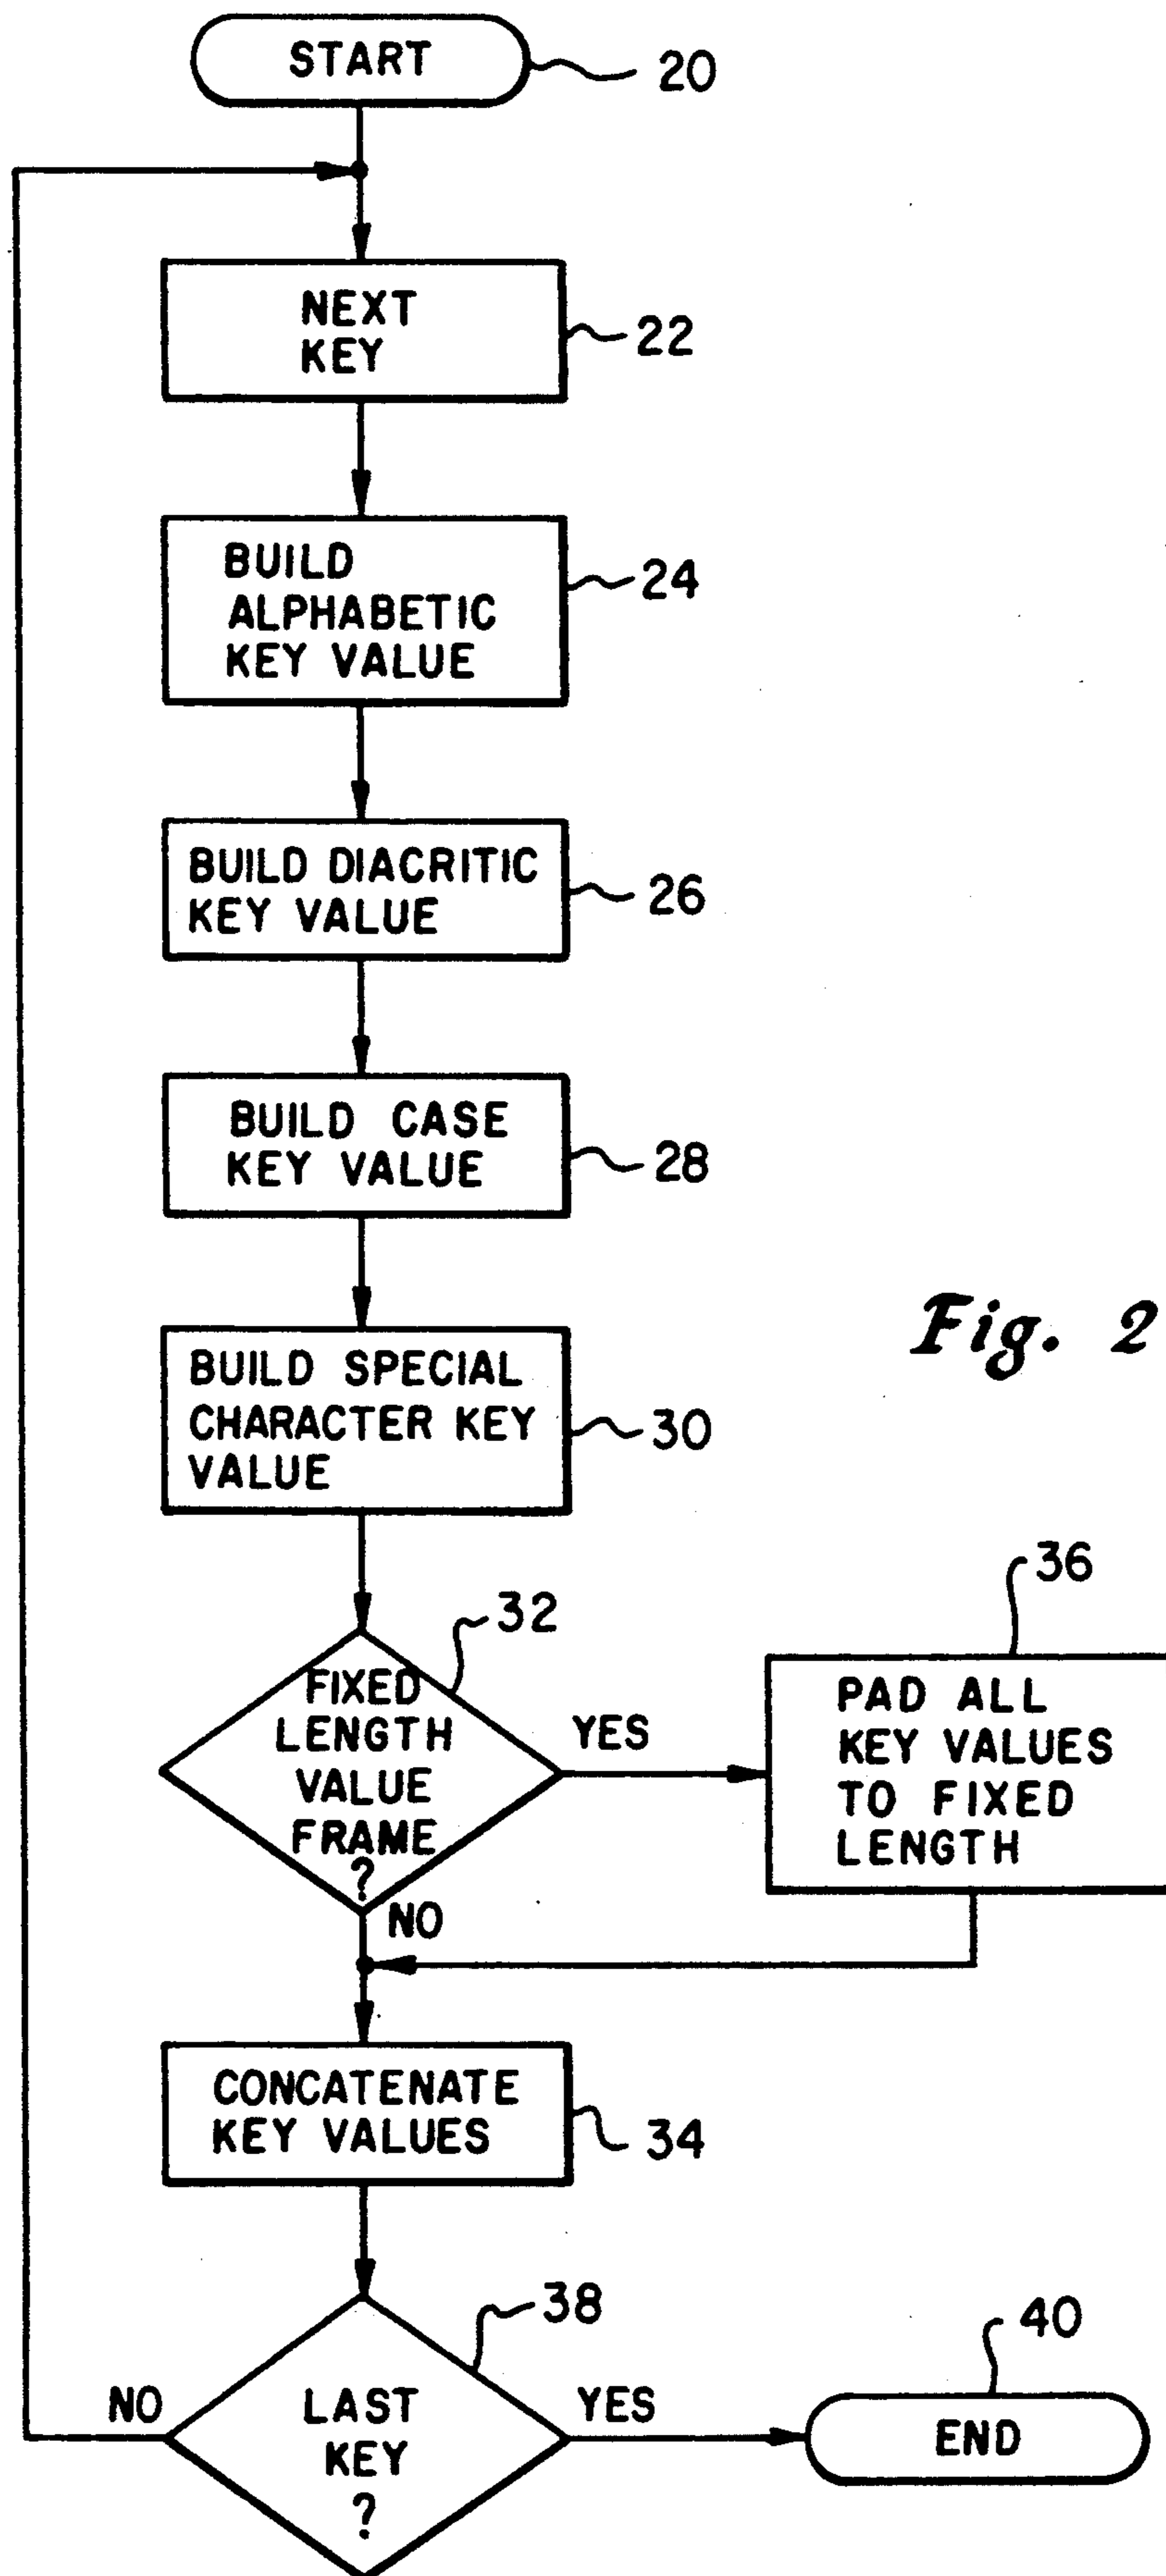 START
20
NEXT
KEY
22
BUILD
ALPHABETIC
KEY VALUE
24
BUILD DIACRITIC
KEY VALUE
26
BUILD CASE
KEY VALUE
28
Fig. 2
BUILD SPECIAL
CHARACTER KEY
VALUE
30
32
FIXED
LENGTH
VALUE
FRAME
?
YES
NO
36
PAD ALL
KEY VALUES
TO FIXED
LENGTH
CONCATENATE
KEY VALUES
34
38
LAST
KEY
?
NO
YES
40
END